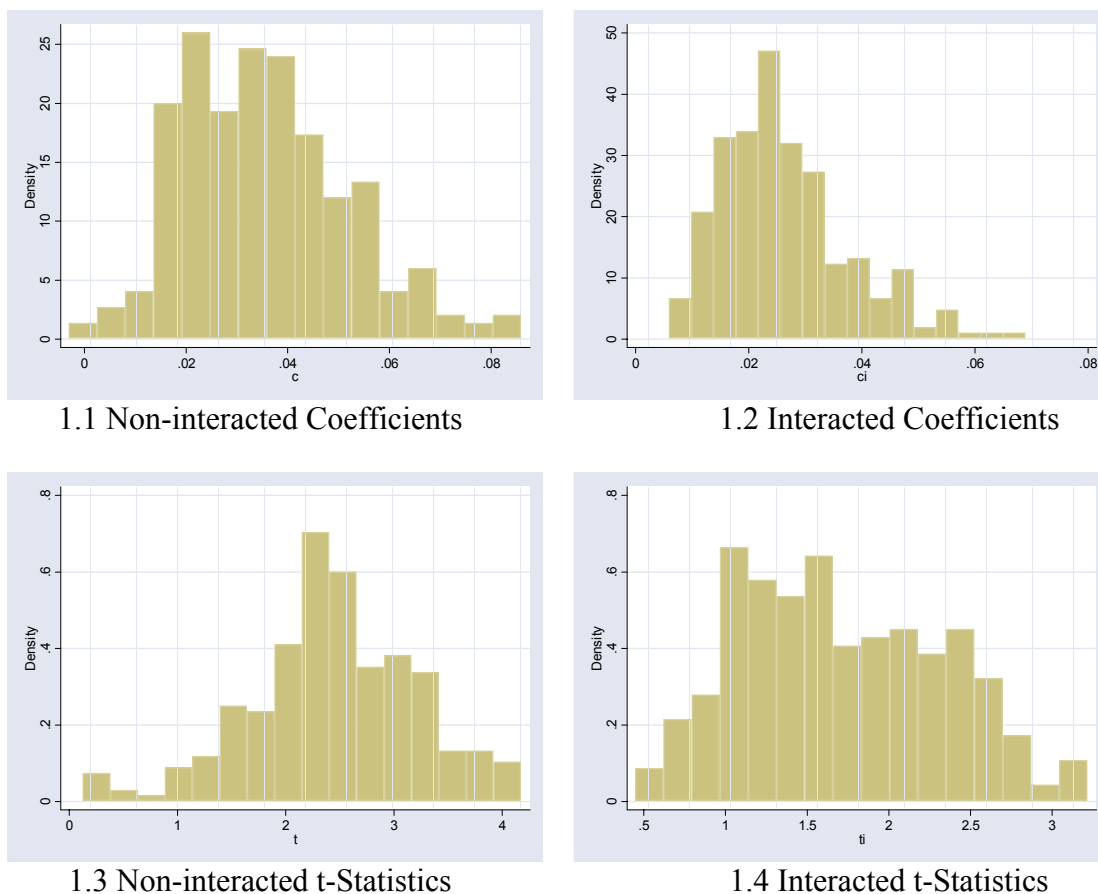 Density
25
20
15
10
5
0
0 .02 .04 .06 .08
c
1.1 Non-interacted Coefficients
Density
50
40
30
20
10
0
0 .02 .04 .06 .08
ci
1.2 Interacted Coefficients
Density
.8
.6
.4
.2
0
0 1 2 3 4
t
1.3 Non-interacted t-Statistics
Density
.8
.6
.4
.2
0
.5 1 1.5 2 2.5 3
ti
1.4 Interacted t-Statistics